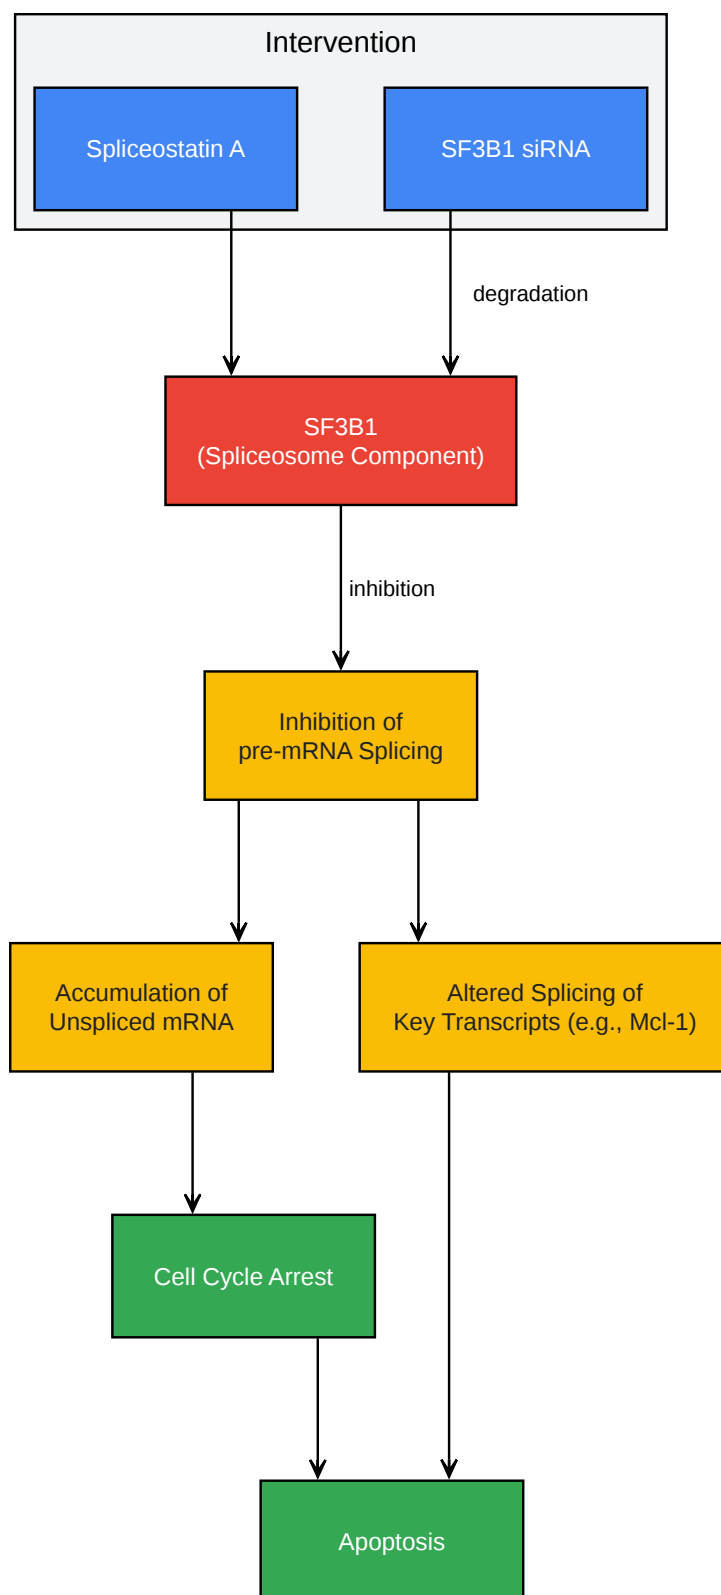 Intervention
Spliceostatin A
SF3B1 siRNA
degradation
SF3B1
(Spliceosome Component)
inhibition
Inhibition of
pre-mRNA Splicing
Accumulation of
Unspliced mRNA
Altered Splicing of
Key Transcripts (e.g., Mcl-1)
Cell Cycle Arrest
Apoptosis